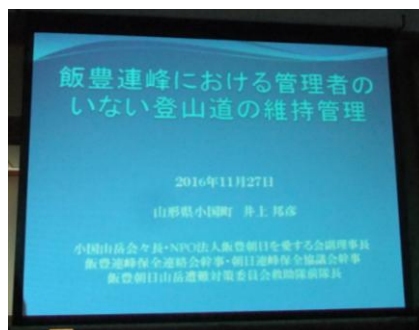 飯豊連峰における管理者の
いない登山道の維持管理
2016年11月27日
山形県小国町 井上 邦彦
小国山岳会々長・NPO法人飯豊朝日を愛する会副理事長
飯豊連峰保全連絡会幹事・朝日連峰保全協議会幹事
飯豊朝日山岳遭難対策委員会救助隊前隊長